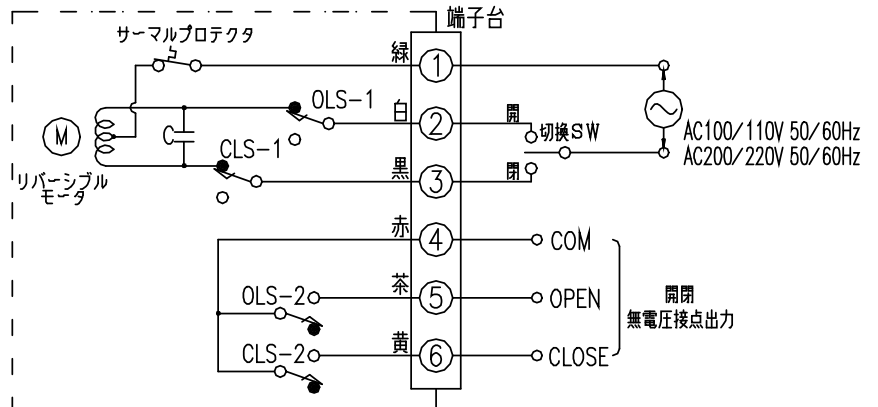 端子台
サーマルプロテクタ
緑
1
OLS-1
白
2
開
切換SW
AC100/110V 50/60Hz
AC200/220V 50/60Hz
M
C
CLS-1
黒
3
閉
リバーシブル
モータ
赤
4
COM
茶
OLS-2
5
OPEN
開閉
無電圧接点出力
黄
CLS-2
6
CLOSE